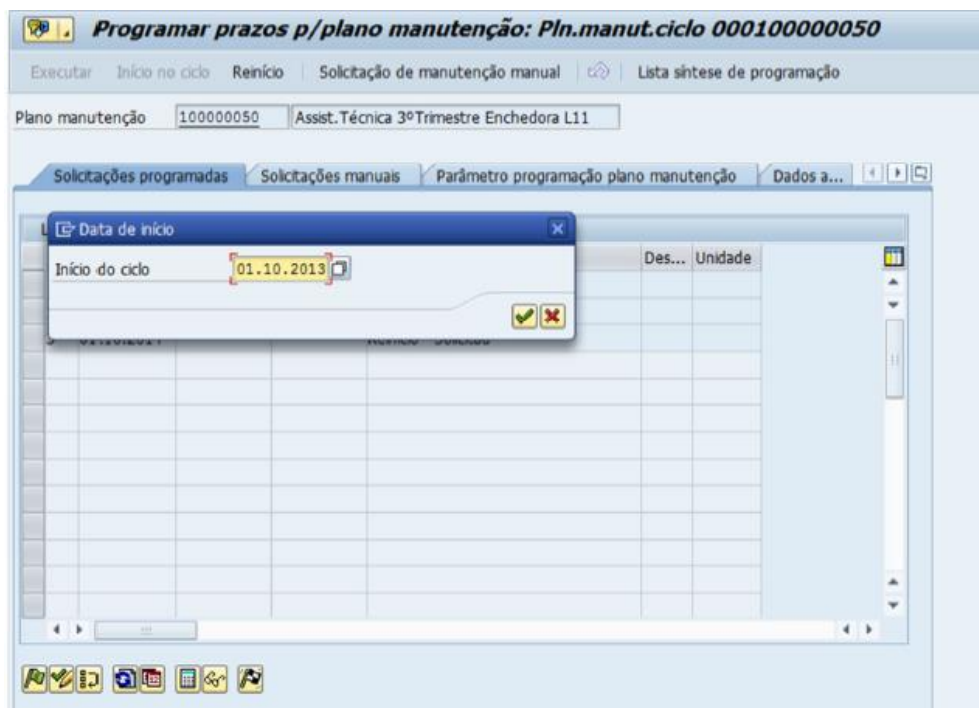 Programar prazos p/plano manutenção: Pln.manut.ciclo 000100000050
Executar Início no ciclo Reinício Solicitação de manutenção manual Lista síntese de programação
Plano manutenção 100000050 Assist.Técnica 3ºTrimestre Enchedora L11
Solicitações programadas Solicitações manuais Parâmetro programação plano manutenção Dados a...
Data de início
Des... Unidade
Início do ciclo 01.10.2013